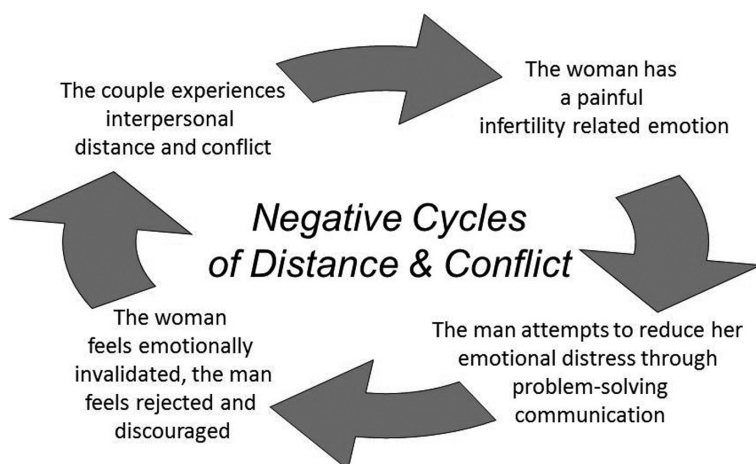 The couple experiences
interpersonal
distance and conflict
The woman has
a painful
infertility related emotion
Negative Cycles
of Distance & Conflict
The woman
feels emotionally
invalidated, the man
feels rejected and
discouraged
The man attempts to reduce her
emotional distress through
problem-solving
communication